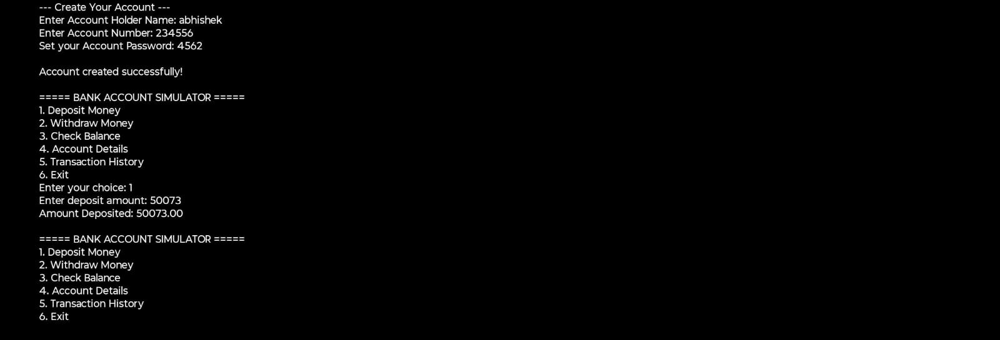 --- Create Your Account ---
Enter Account Holder Name: abhishek
Enter Account Number: 234556
Set your Account Password: 4562
Account created successfully!
===== BANK ACCOUNT SIMULATOR =====
1. Deposit Money
2. Withdraw Money
3. Check Balance
4. Account Details
5. Transaction History
6. Exit
Enter your choice: 1
Enter deposit amount: 50073
Amount Deposited: 50073.00
===== BANK ACCOUNT SIMULATOR =====
1. Deposit Money
2. Withdraw Money
3. Check Balance
4. Account Details
5. Transaction History
6. Exit